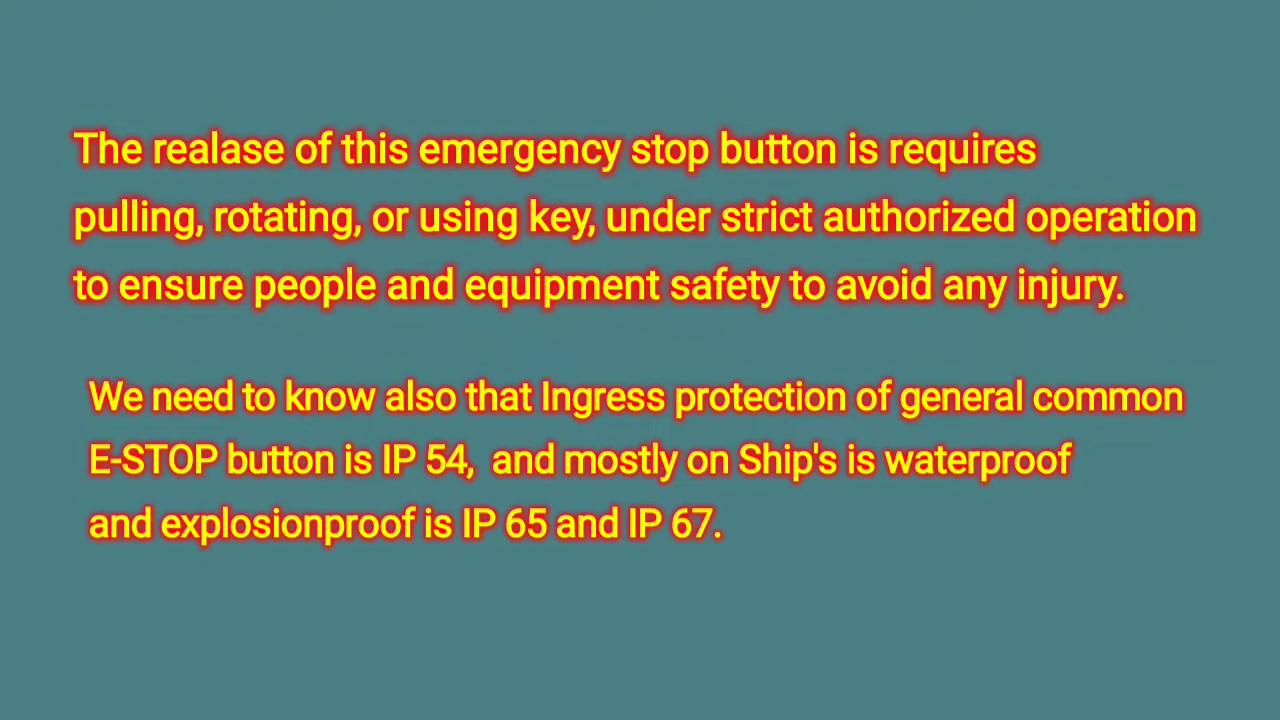 The realase of this emergency stop button is requires
pulling, rotating, or using key, under strict authorized operation
to ensure people and equipment safety to avoid any injury.
We need to know also that Ingress protection of general common
E-STOP button is IP 54,  and mostly on Ship's is waterproof
and explosionproof is IP 65 and IP 67.